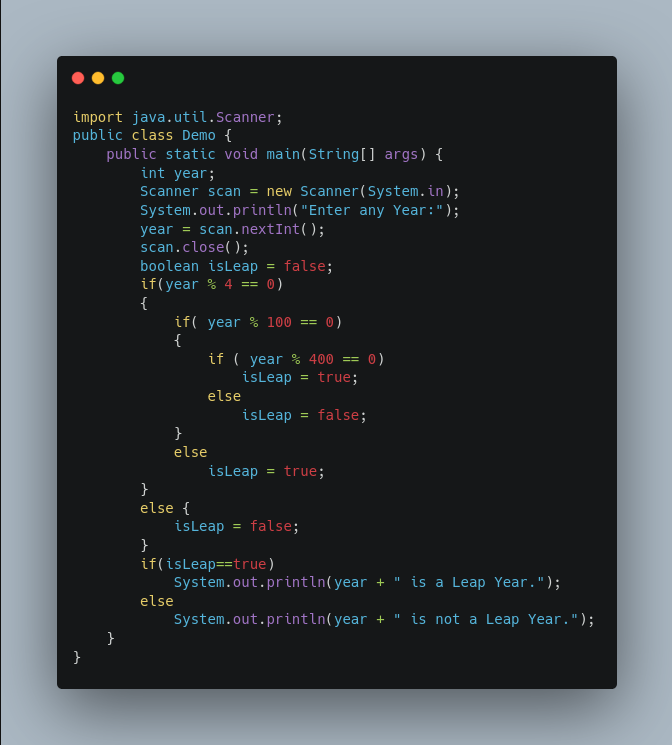 import java.util.Scanner;
public class Demo {
    public static void main(String[] args) {
        int year;
        Scanner scan = new Scanner(System.in);
        System.out.println("Enter any Year:");
        year = scan.nextInt();
        scan.close();
        boolean isLeap = false;
        if(year % 4 == 0)
        {
            if( year % 100 == 0)
            {
                if ( year % 400 == 0)
                    isLeap = true;
                else
                    isLeap = false;
            }
            else
                isLeap = true;
        }
        else {
            isLeap = false;
        }
        if(isLeap==true)
            System.out.println(year + " is a Leap Year.");
        else
            System.out.println(year + " is not a Leap Year.");
    }
}